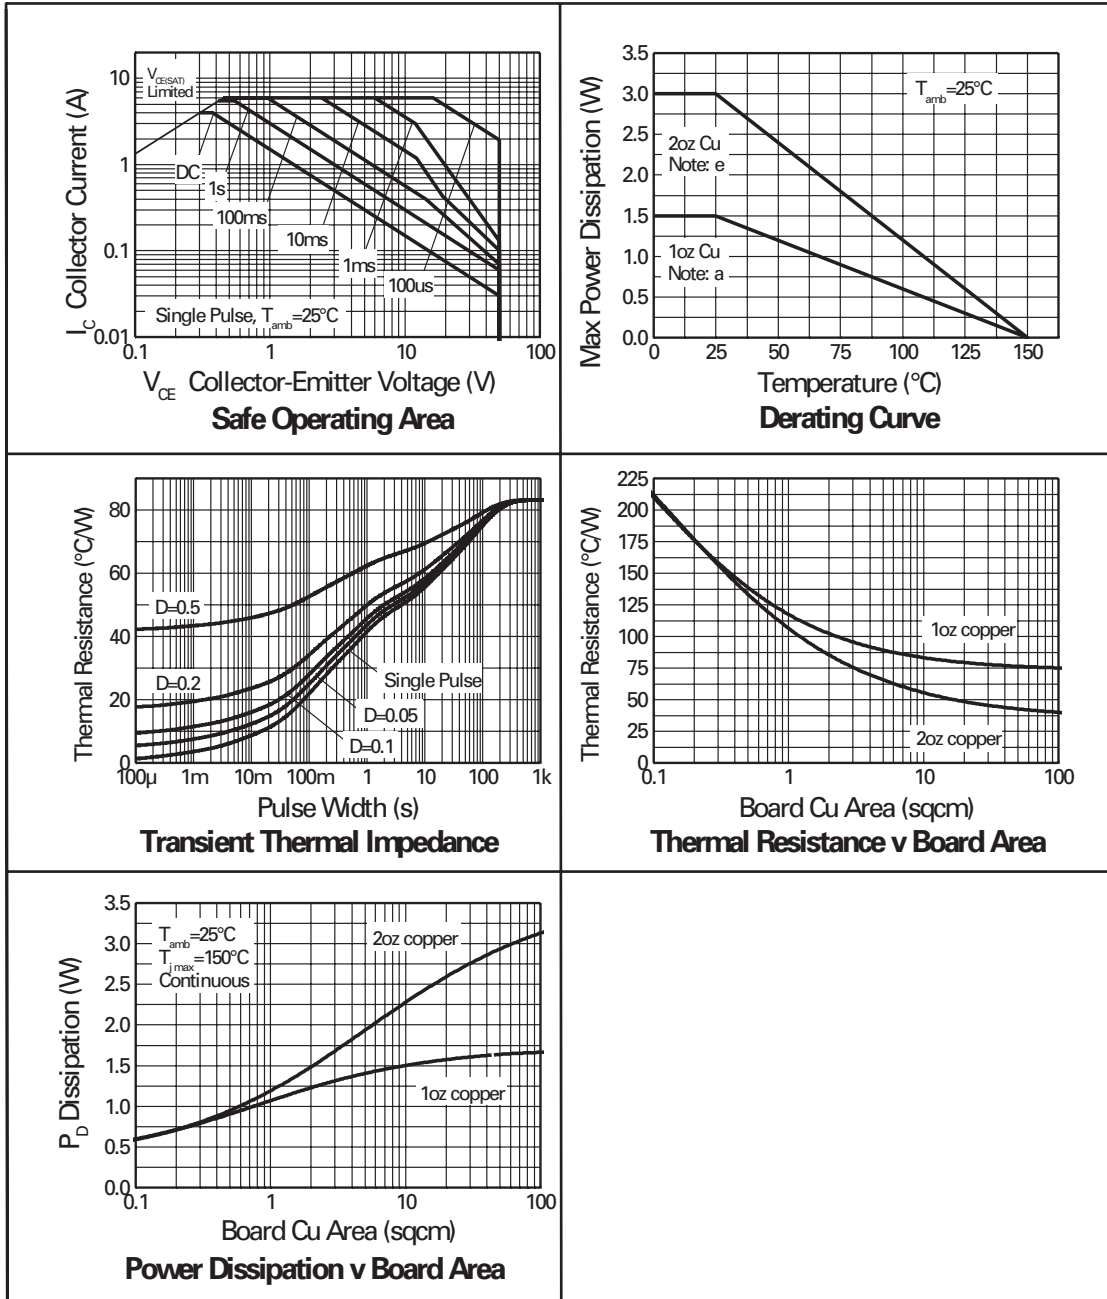 10
1
0.1
0.01
0.1
1
10
100
V_CE(SAT)
Limited
DC
1s
100ms
10ms
1ms
100us
Single Pulse, T_amb=25°C
I_C Collector Current (A)
V_CE Collector-Emitter Voltage (V)
Safe Operating Area
3.5
3.0
2.5
2.0
1.5
1.0
0.5
0.0
0
25
50
75
100
125
150
T_amb=25°C
2oz Cu
Note: e
1oz Cu
Note: a
Max Power Dissipation (W)
Temperature (°C)
Derating Curve
80
60
40
20
0
100µ
1m
10m
100m
1
10
100
1k
D=0.5
D=0.2
Single Pulse
D=0.05
D=0.1
Thermal Resistance (°C/W)
Pulse Width (s)
Transient Thermal Impedance
225
200
175
150
125
100
75
50
25
0
0.1
1
10
100
1oz copper
2oz copper
Thermal Resistance (°C/W)
Board Cu Area (sqcm)
Thermal Resistance v Board Area
3.5
3.0
2.5
2.0
1.5
1.0
0.5
0.0
0.1
1
10
100
T_amb=25°C
T_j max=150°C
Continuous
2oz copper
1oz copper
P_D Dissipation (W)
Board Cu Area (sqcm)
Power Dissipation v Board Area